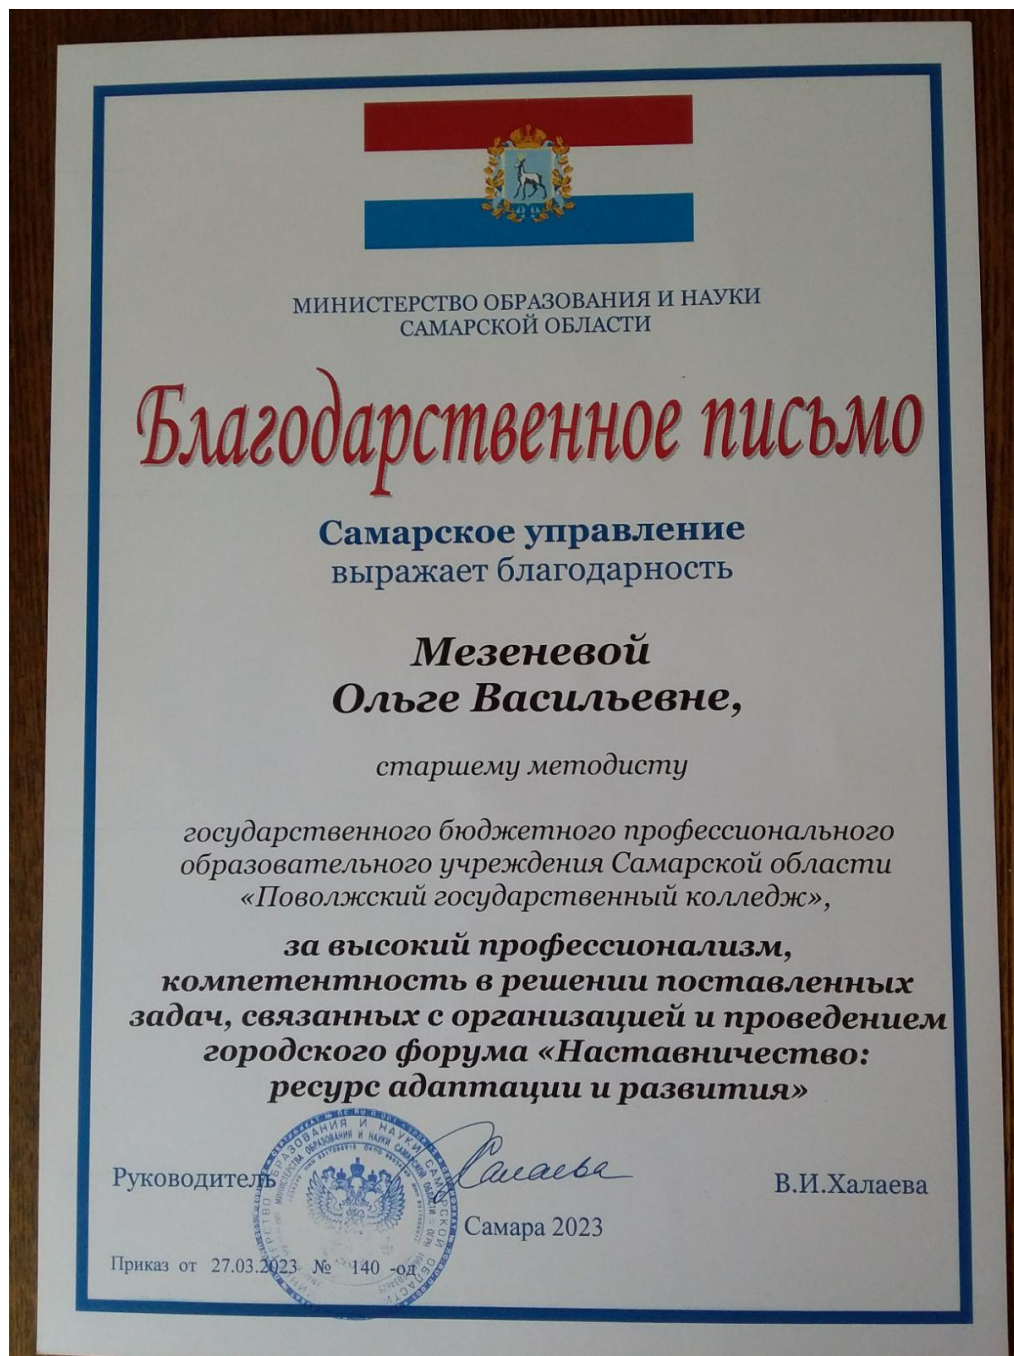 МИНИСТЕРСТВО ОБРАЗОВАНИЯ И НАУКИ
САМАРСКОЙ ОБЛАСТИ
Благодарственное письмо
Самарское управление
выражает благодарность
Мезеневой
Ольге Васильевне,
старшему методисту
государственного бюджетного профессионального
образовательного учреждения Самарской области
«Поволжский государственный колледж»,
за высокий профессионализм,
компетентность в решении поставленных
задач, связанных с организацией и проведением
городского форума «Наставничество:
ресурс адаптации и развития»
Руководитель В.И.Халаева
Самара 2023
Приказ от 27.03.2023 № 140 -од